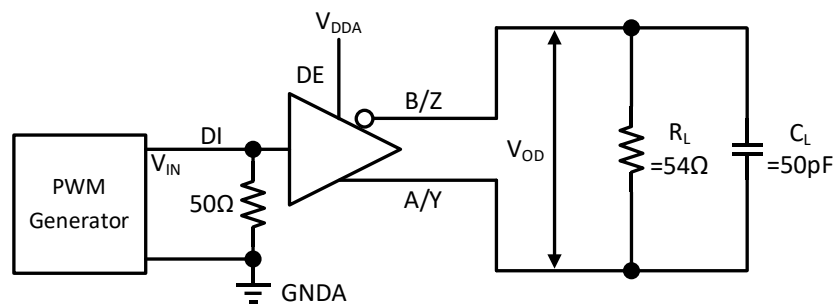 V_DDA
DE
B/Z
DI
V_IN
PWM
Generator
50Ω
A/Y
V_OD
R_L
=54Ω
C_L
=50pF
GNDA